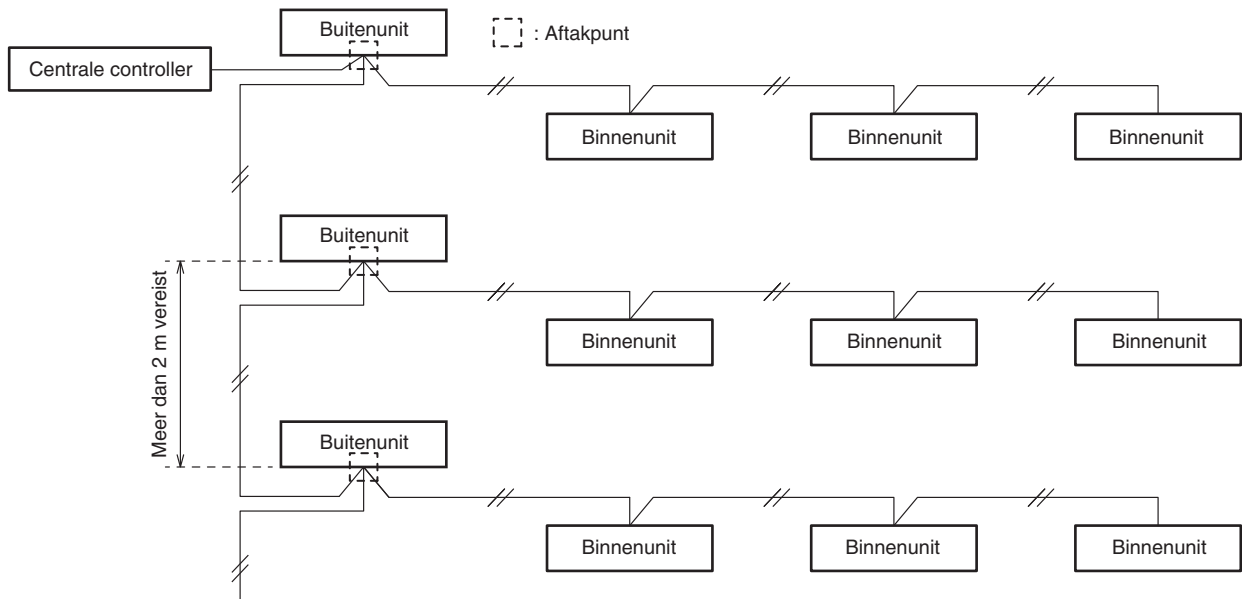 Buitenunit
: Aftakpunt
Centrale controller
Binnenunit
Binnenunit
Binnenunit
Buitenunit
Meer dan 2 m vereist
Binnenunit
Binnenunit
Binnenunit
Buitenunit
Binnenunit
Binnenunit
Binnenunit